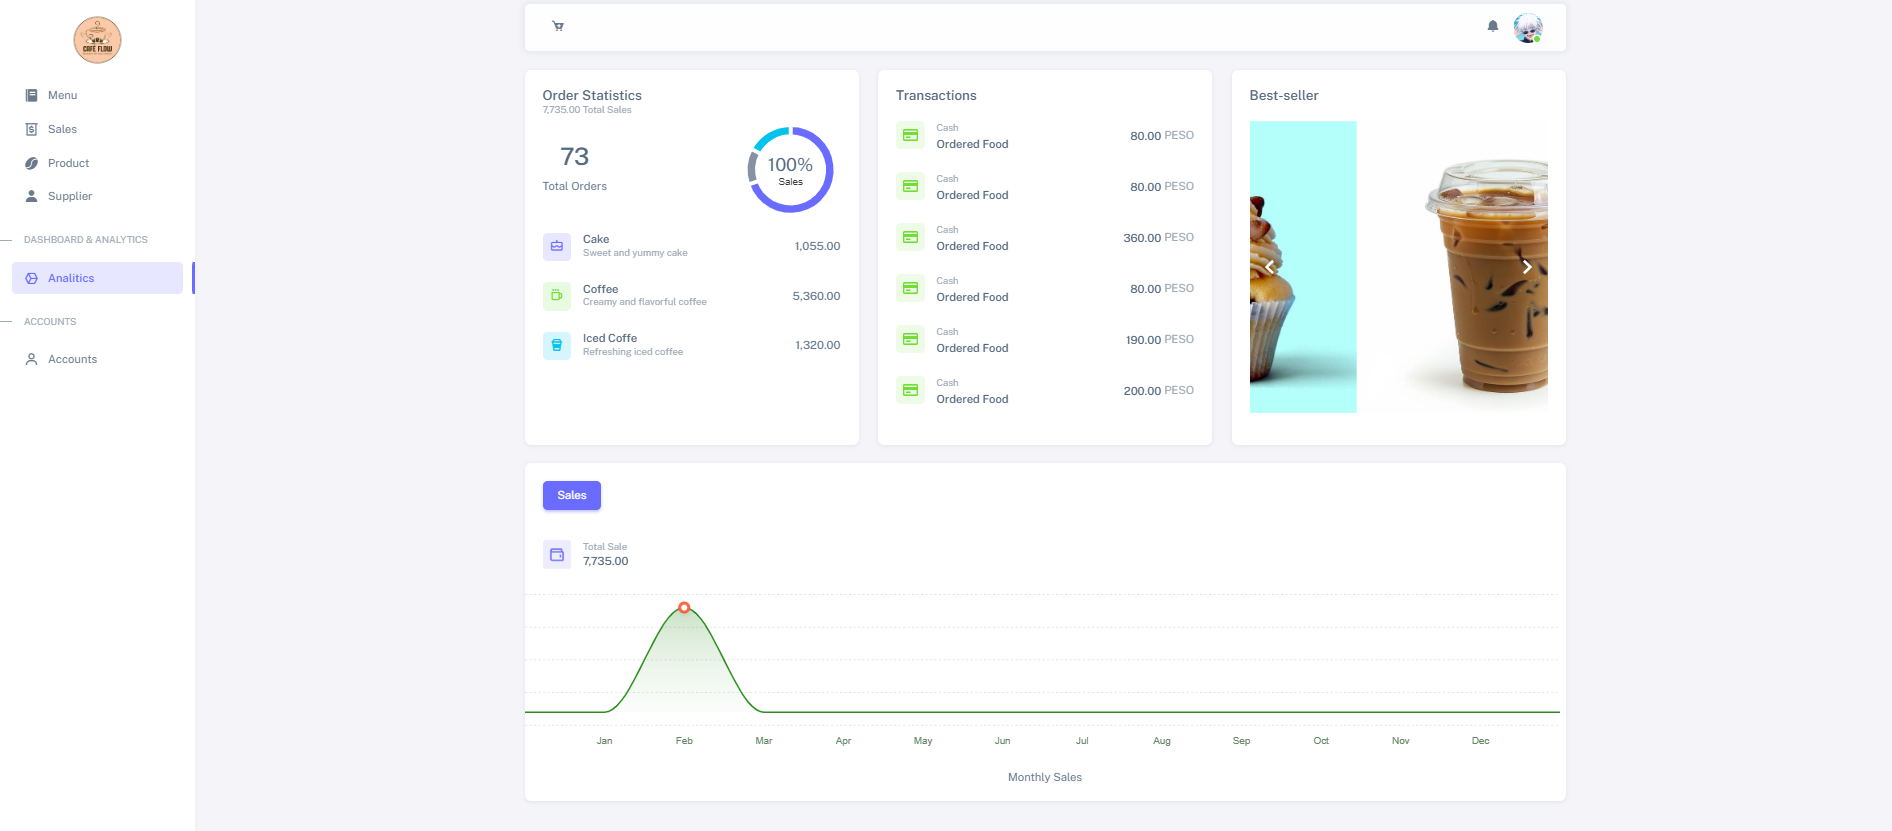 CAFE FLOW
Menu
Sales
Product
Supplier
DASHBOARD & ANALYTICS
Analitics
ACCOUNTS
Accounts
Order Statistics
7,735.00 Total Sales
73
Total Orders
100%
Sales
Cake
Sweet and yummy cake
1,055.00
Coffee
Creamy and flavorful coffee
5,360.00
Iced Coffe
Refreshing iced coffee
1,320.00
Transactions
Cash
Ordered Food
80.00 PESO
Cash
Ordered Food
80.00 PESO
Cash
Ordered Food
360.00 PESO
Cash
Ordered Food
80.00 PESO
Cash
Ordered Food
190.00 PESO
Cash
Ordered Food
200.00 PESO
Best-seller
Sales
Total Sale
7,735.00
Jan Feb Mar Apr May Jun Jul Aug Sep Oct Nov Dec
Monthly Sales